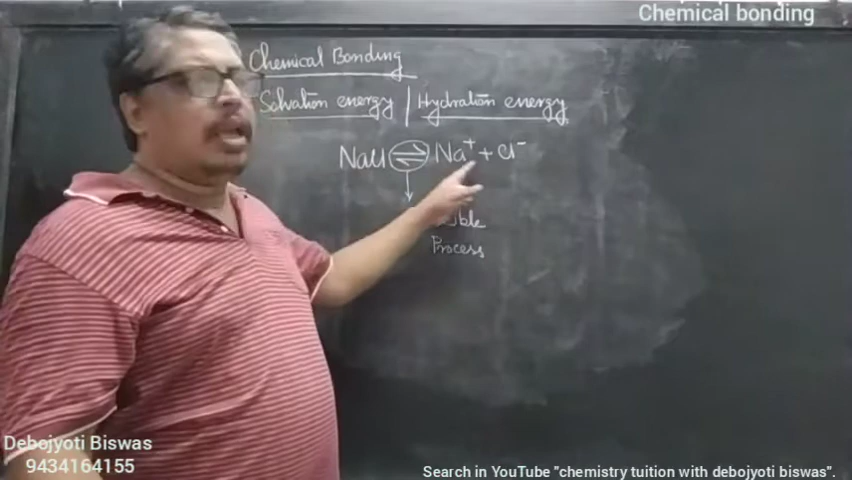 Chemical bonding
Chemical Bonding
Solvation energy | Hydration energy
NaCl ⇌ Na⁺ + Cl⁻
Process
Debojyoti Biswas
9434164155
Search in YouTube "chemistry tuition with debojyoti biswas".